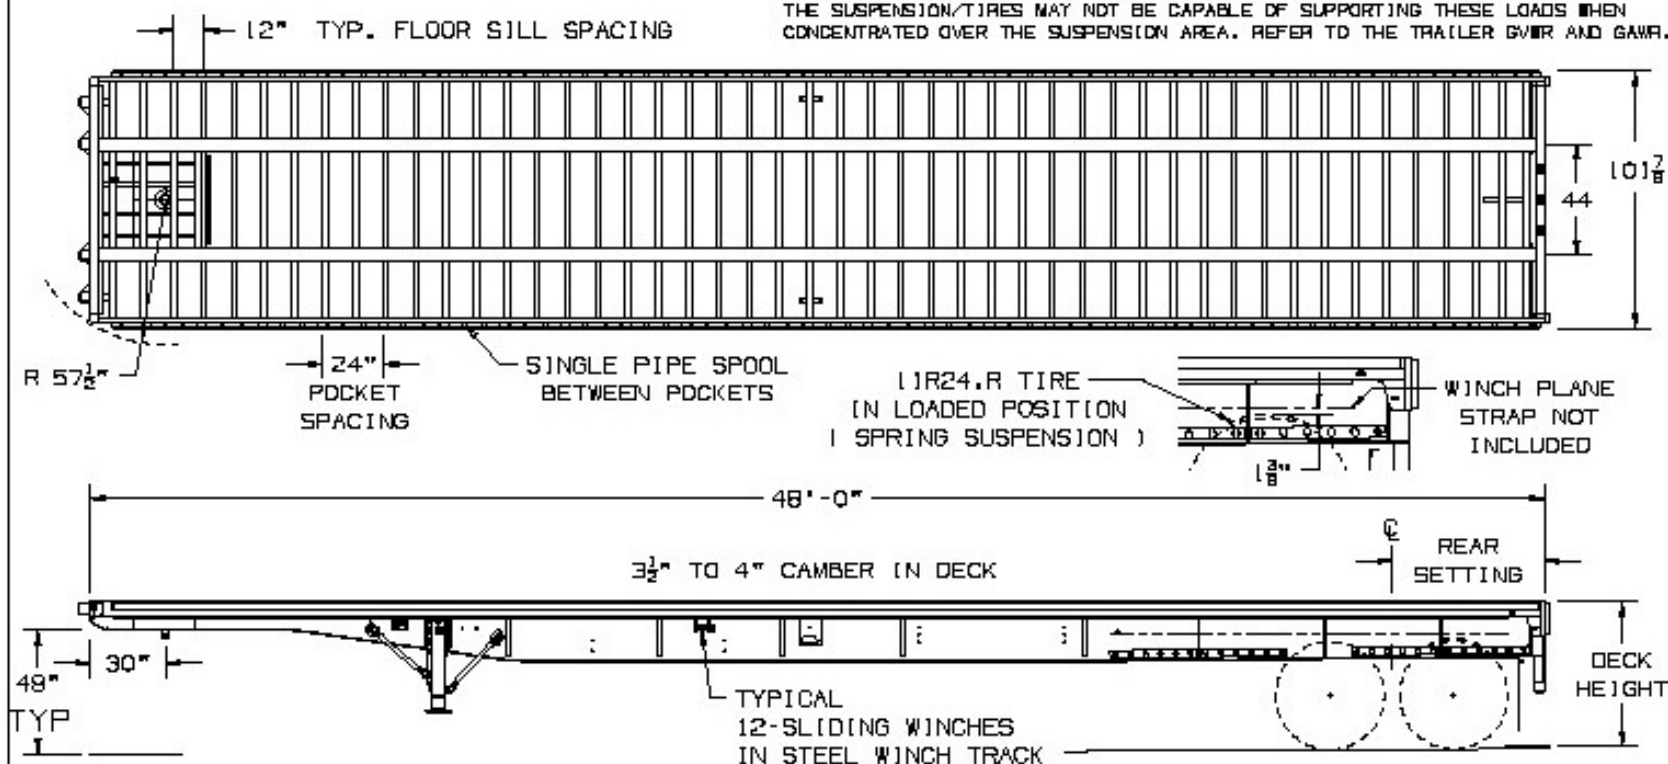 THE SUSPENSION/TIRES MAY NOT BE CAPABLE OF SUPPORTING THESE LOADS WHEN
CONCENTRATED OVER THE SUSPENSION AREA. REFER TO THE TRAILER GVWR AND GAWR.
12" TYP. FLOOR SILL SPACING
101⅞
44
R 57½"
24"
POCKET
SPACING
SINGLE PIPE SPOOL
BETWEEN POCKETS
11R24.R TIRE
IN LOADED POSITION
( SPRING SUSPENSION )
1⅜"
WINCH PLANE
STRAP NOT
INCLUDED
48'-0"
℄
REAR
SETTING
3½" TO 4" CAMBER IN DECK
30"
48"
TYP
TYPICAL
12-SLIDING WINCHES
IN STEEL WINCH TRACK
DECK
HEIGHT